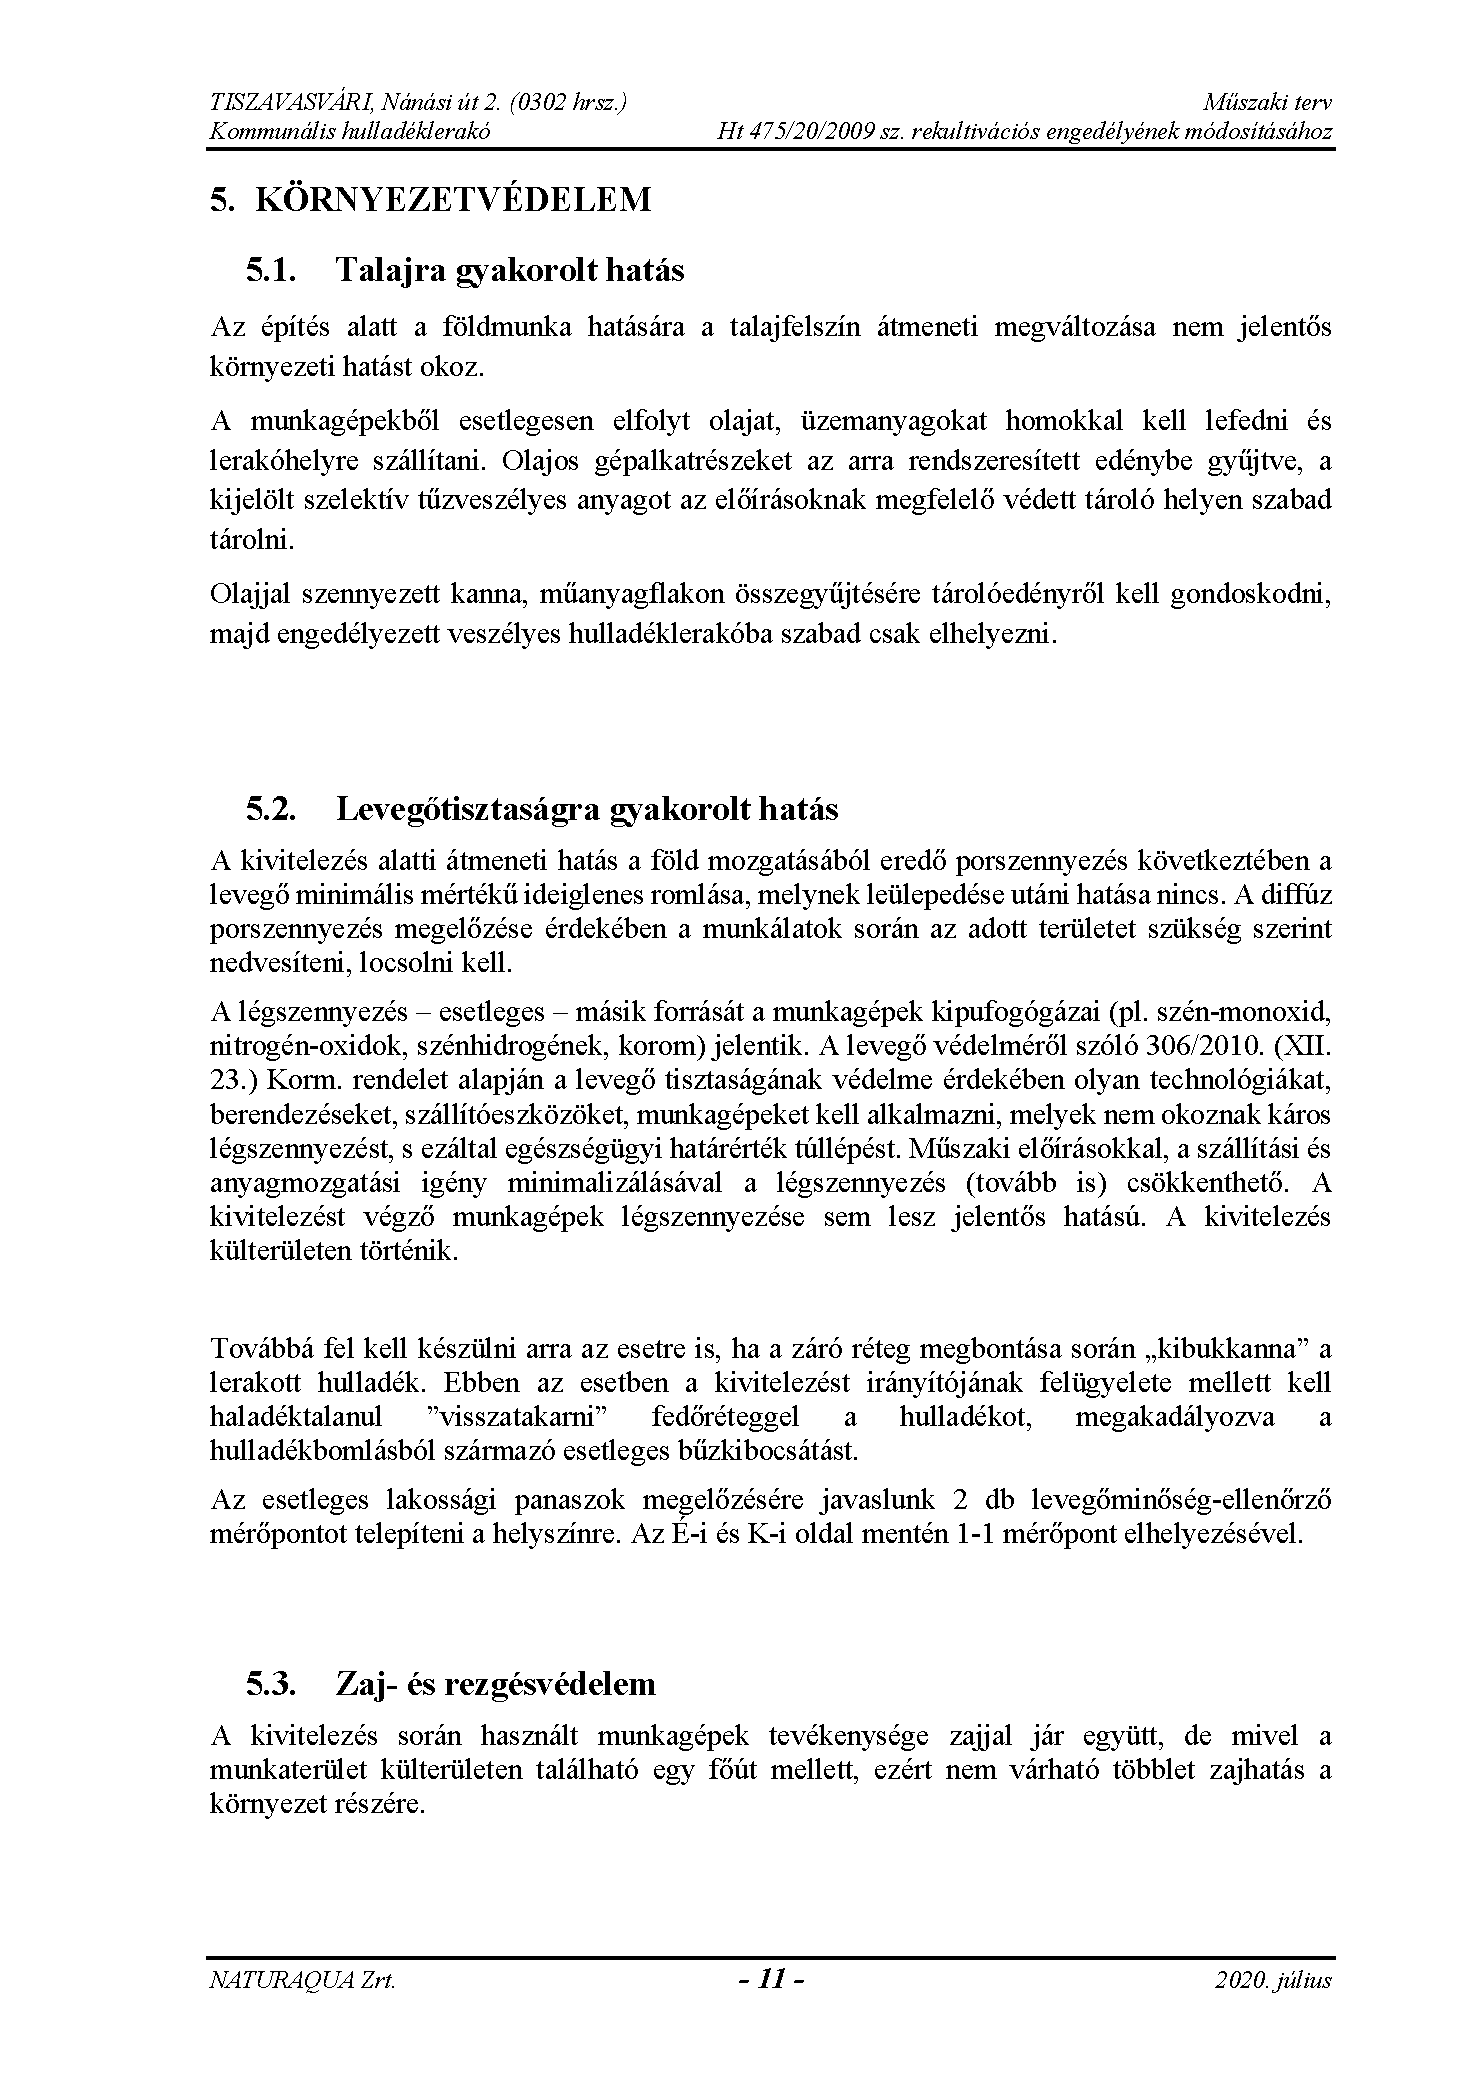 TISZAVASVÁRI, Nánási út 2. (0302 hrsz.) Műszaki terv
Kommunális hulladéklerakó Ht 475/20/2009 sz. rekultivációs engedélyének módosításához
5. KÖRNYEZETVÉDELEM
5.1. Talajra gyakorolt hatás
Az építés alatt a földmunka hatására a talajfelszín átmeneti megváltozása nem jelentős
környezeti hatást okoz.
A munkagépekből esetlegesen elfolyt olajat, üzemanyagokat homokkal kell lefedni és
lerakóhelyre szállítani. Olajos gépalkatrészeket az arra rendszeresített edénybe gyűjtve, a
kijelölt szelektív tűzveszélyes anyagot az előírásoknak megfelelő védett tároló helyen szabad
tárolni.
Olajjal szennyezett kanna, műanyagflakon összegyűjtésére tárolóedényről kell gondoskodni,
majd engedélyezett veszélyes hulladéklerakóba szabad csak elhelyezni.
5.2. Levegőtisztaságra gyakorolt hatás
A kivitelezés alatti átmeneti hatás a föld mozgatásából eredő porszennyezés következtében a
levegő minimális mértékű ideiglenes romlása, melynek leülepedése utáni hatása nincs. A diffúz
porszennyezés megelőzése érdekében a munkálatok során az adott területet szükség szerint
nedvesíteni, locsolni kell.
A légszennyezés – esetleges – másik forrását a munkagépek kipufogógázai (pl. szén-monoxid,
nitrogén-oxidok, szénhidrogének, korom) jelentik. A levegő védelméről szóló 306/2010. (XII.
23.) Korm. rendelet alapján a levegő tisztaságának védelme érdekében olyan technológiákat,
berendezéseket, szállítóeszközöket, munkagépeket kell alkalmazni, melyek nem okoznak káros
légszennyezést, s ezáltal egészségügyi határérték túllépést. Műszaki előírásokkal, a szállítási és
anyagmozgatási igény minimalizálásával a légszennyezés (tovább is) csökkenthető. A
kivitelezést végző munkagépek légszennyezése sem lesz jelentős hatású. A kivitelezés
külterületen történik.
Továbbá fel kell készülni arra az esetre is, ha a záró réteg megbontása során „kibukkanna” a
lerakott hulladék. Ebben az esetben a kivitelezést irányítójának felügyelete mellett kell
haladéktalanul ”visszatakarni” fedőréteggel a hulladékot, megakadályozva a
hulladékbomlásból származó esetleges bűzkibocsátást.
Az esetleges lakossági panaszok megelőzésére javaslunk 2 db levegőminőség-ellenőrző
mérőpontot telepíteni a helyszínre. Az É-i és K-i oldal mentén 1-1 mérőpont elhelyezésével.
5.3. Zaj- és rezgésvédelem
A kivitelezés során használt munkagépek tevékenysége zajjal jár együtt, de mivel a
munkaterület külterületen található egy főút mellett, ezért nem várható többlet zajhatás a
környezet részére.
NATURAQUA Zrt. - 11 - 2020. július